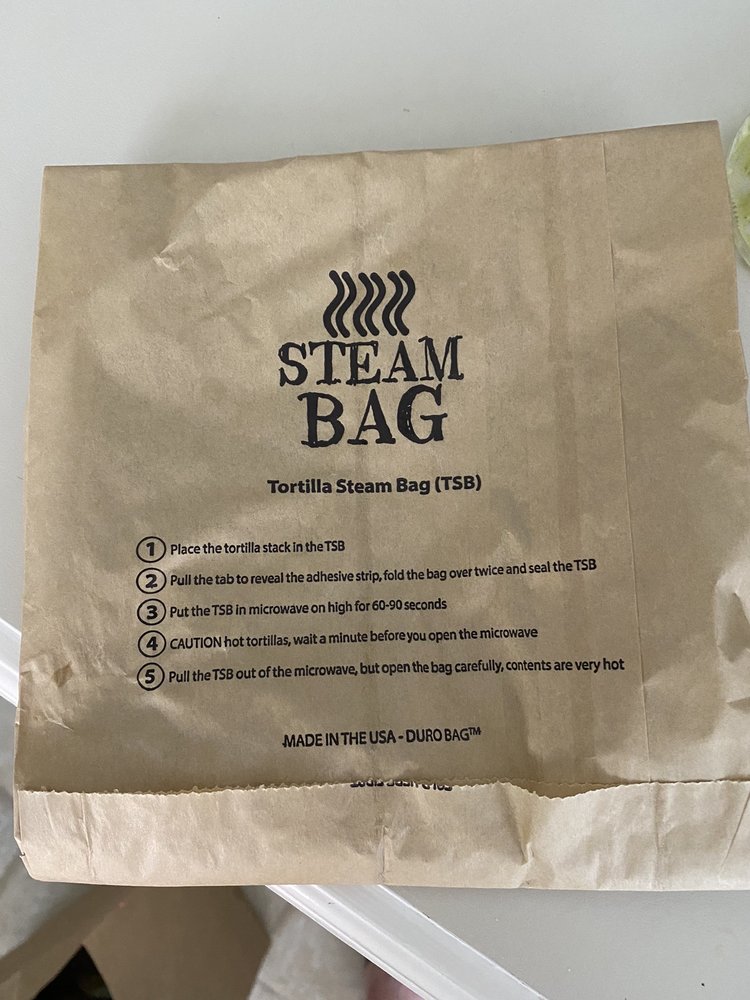 STEAM
BAG
Tortilla Steam Bag (TSB)
1 Place the tortilla stack in the TSB
2 Pull the tab to reveal the adhesive strip, fold the bag over twice and seal the TSB
3 Put the TSB in microwave on high for 60-90 seconds
4 CAUTION hot tortillas, wait a minute before you open the microwave
5 Pull the TSB out of the microwave, but open the bag carefully, contents are very hot
MADE IN THE USA - DURO BAG™